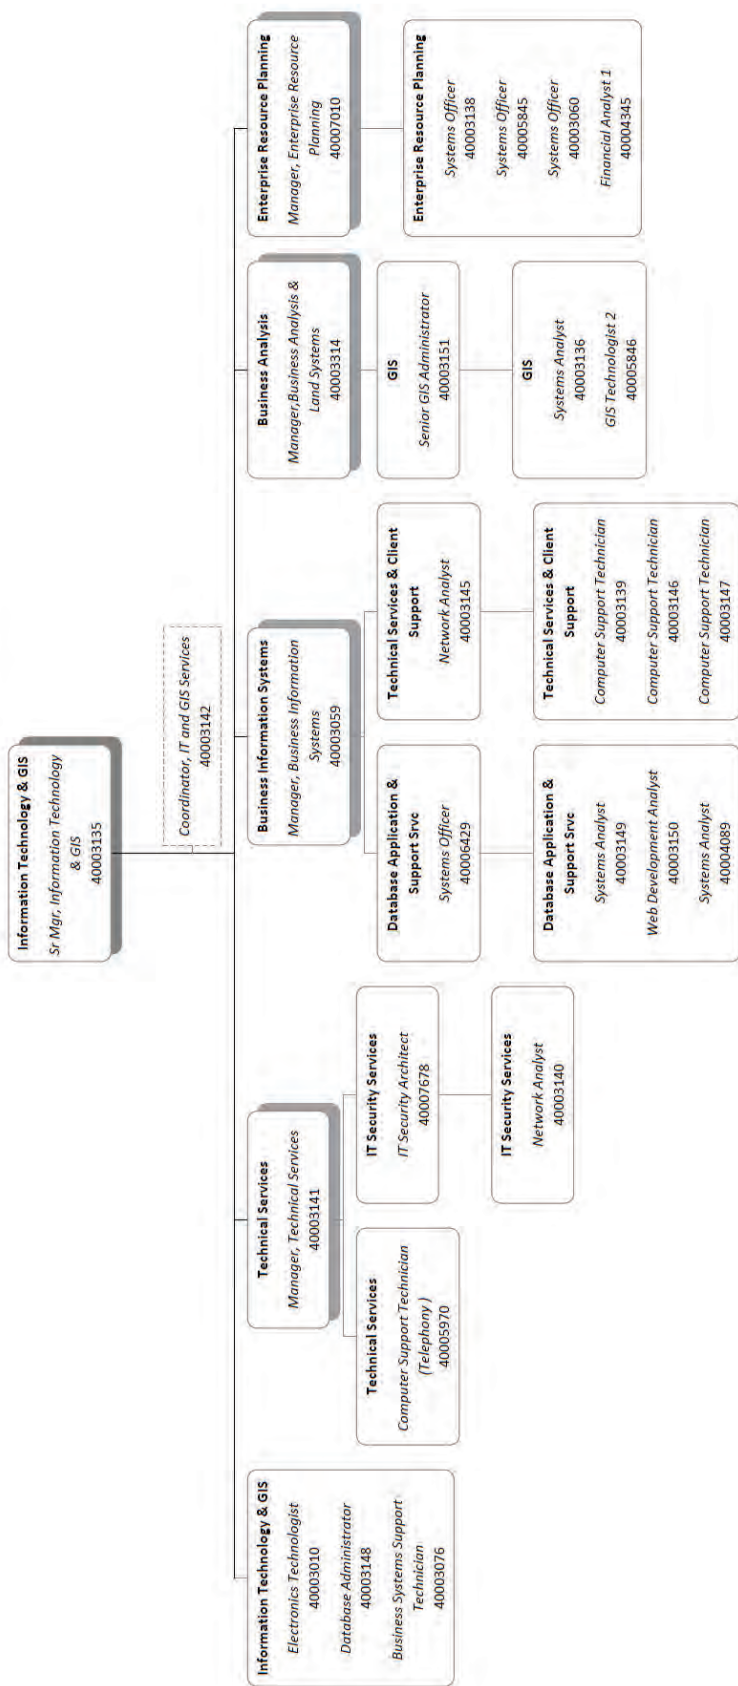 Information Technology & GIS
Sr Mgr, Information Technology
& GIS
40003135
Coordinator, IT and GIS Services
40003142
Information Technology & GIS
Electronics Technologist
40003010
Database Administrator
40003148
Business Systems Support
Technician
40003076
Technical Services
Manager, Technical Services
40003141
Technical Services
Computer Support Technician
(Telephony )
40005970
IT Security Services
IT Security Architect
40007678
IT Security Services
Network Analyst
40003140
Business Information Systems
Manager, Business Information
Systems
40003059
Database Application &
Support Srvc
Systems Officer
40006429
Database Application &
Support Srvc
Systems Analyst
40003149
Web Development Analyst
40003150
Systems Analyst
40004089
Technical Services & Client
Support
Network Analyst
40003145
Technical Services & Client
Support
Computer Support Technician
40003139
Computer Support Technician
40003146
Computer Support Technician
40003147
Business Analysis
Manager,Business Analysis &
Land Systems
40003314
GIS
Senior GIS Administrator
40003151
GIS
Systems Analyst
40003136
GIS Technologist 2
40005846
Enterprise Resource Planning
Manager, Enterprise Resource
Planning
40007010
Enterprise Resource Planning
Systems Officer
40003138
Systems Officer
40005845
Systems Officer
40003060
Financial Analyst 1
40004345